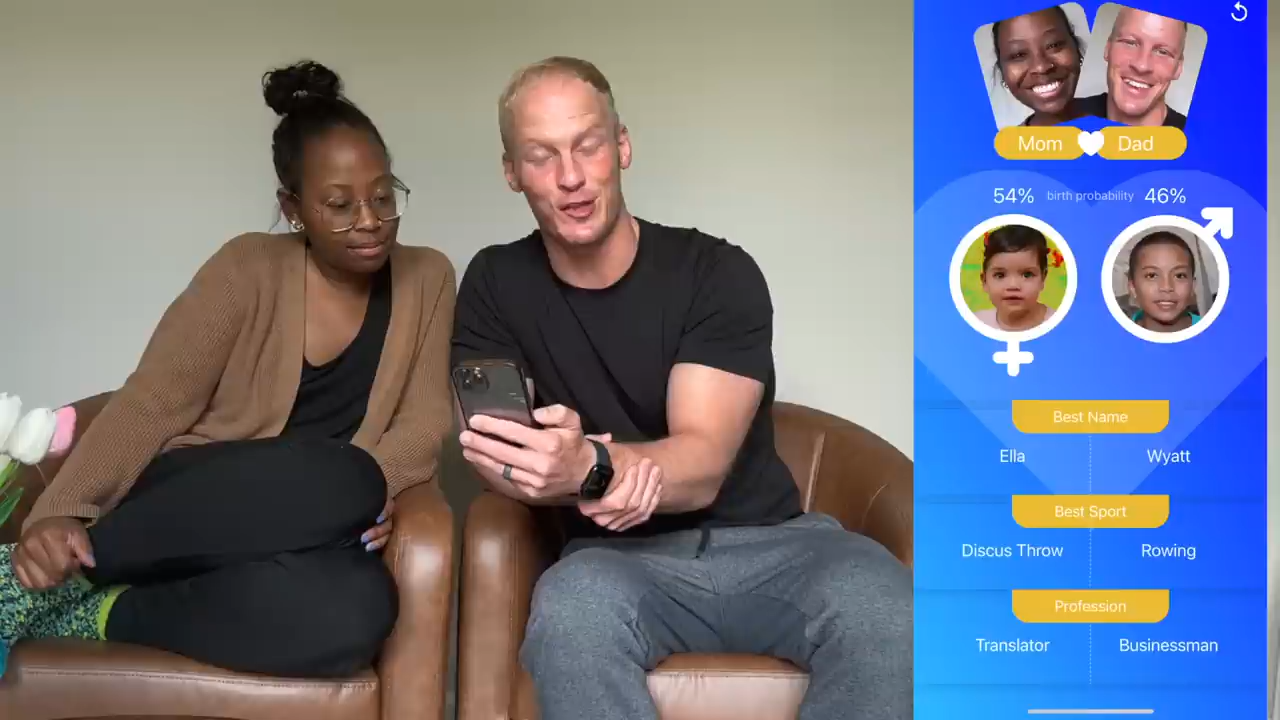 Mom Dad
54% birth probability 46%
Best Name
Ella Wyatt
Best Sport
Discus Throw Rowing
Profession
Translator Businessman